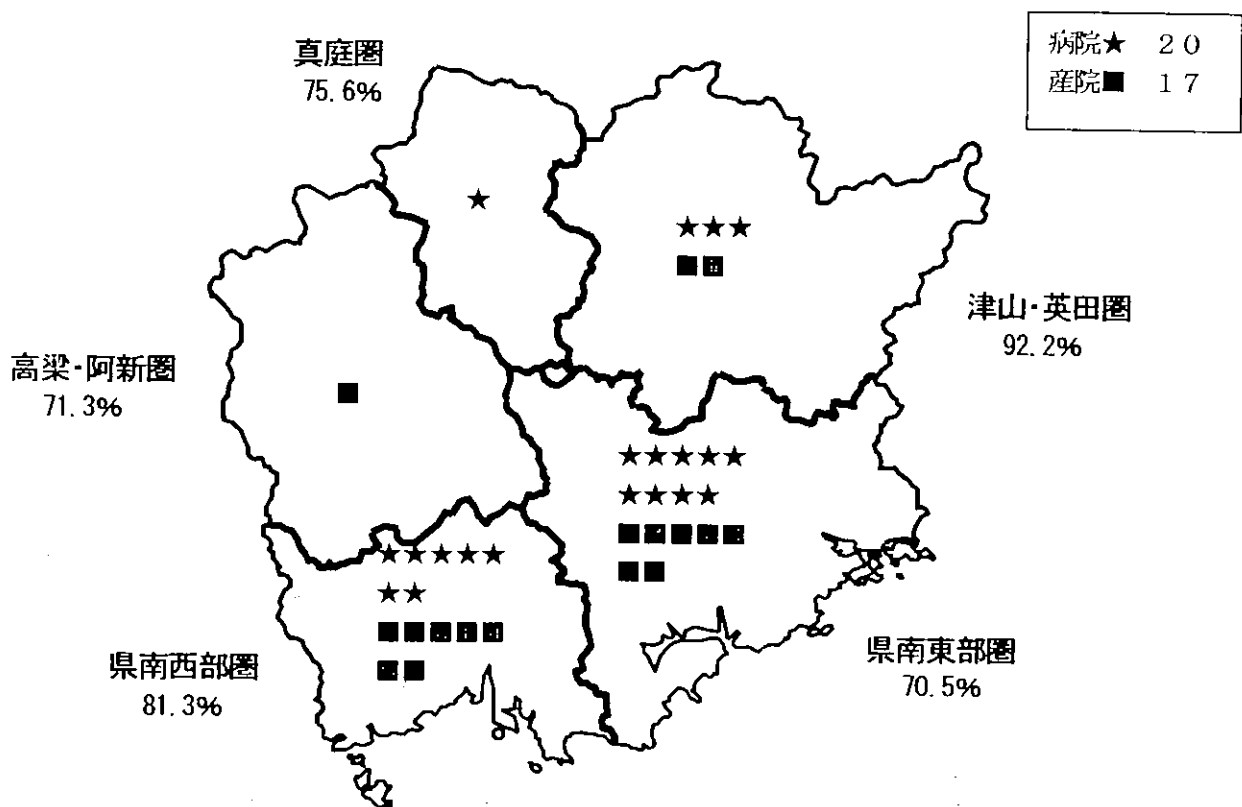 病院★ 20
産院■ 17
真庭圏
75.6%
津山・英田圏
92.2%
高梁・阿新圏
71.3%
県南西部圏
81.3%
県南東部圏
70.5%